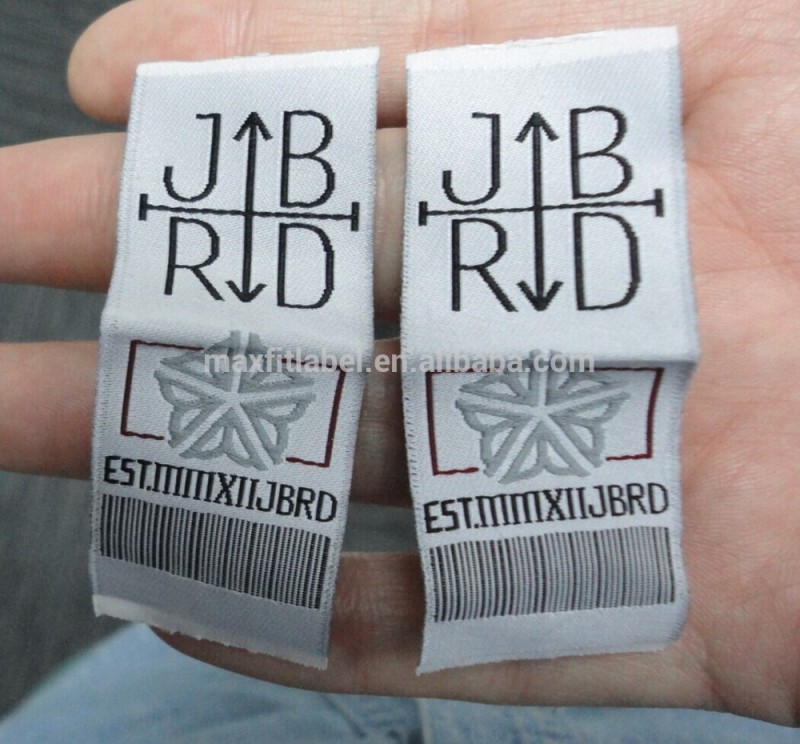 J B J B
R D R D
maxfitlabel.en.alibaba.com
EST.MMXIIJBRD EST.MMXIIJBRD